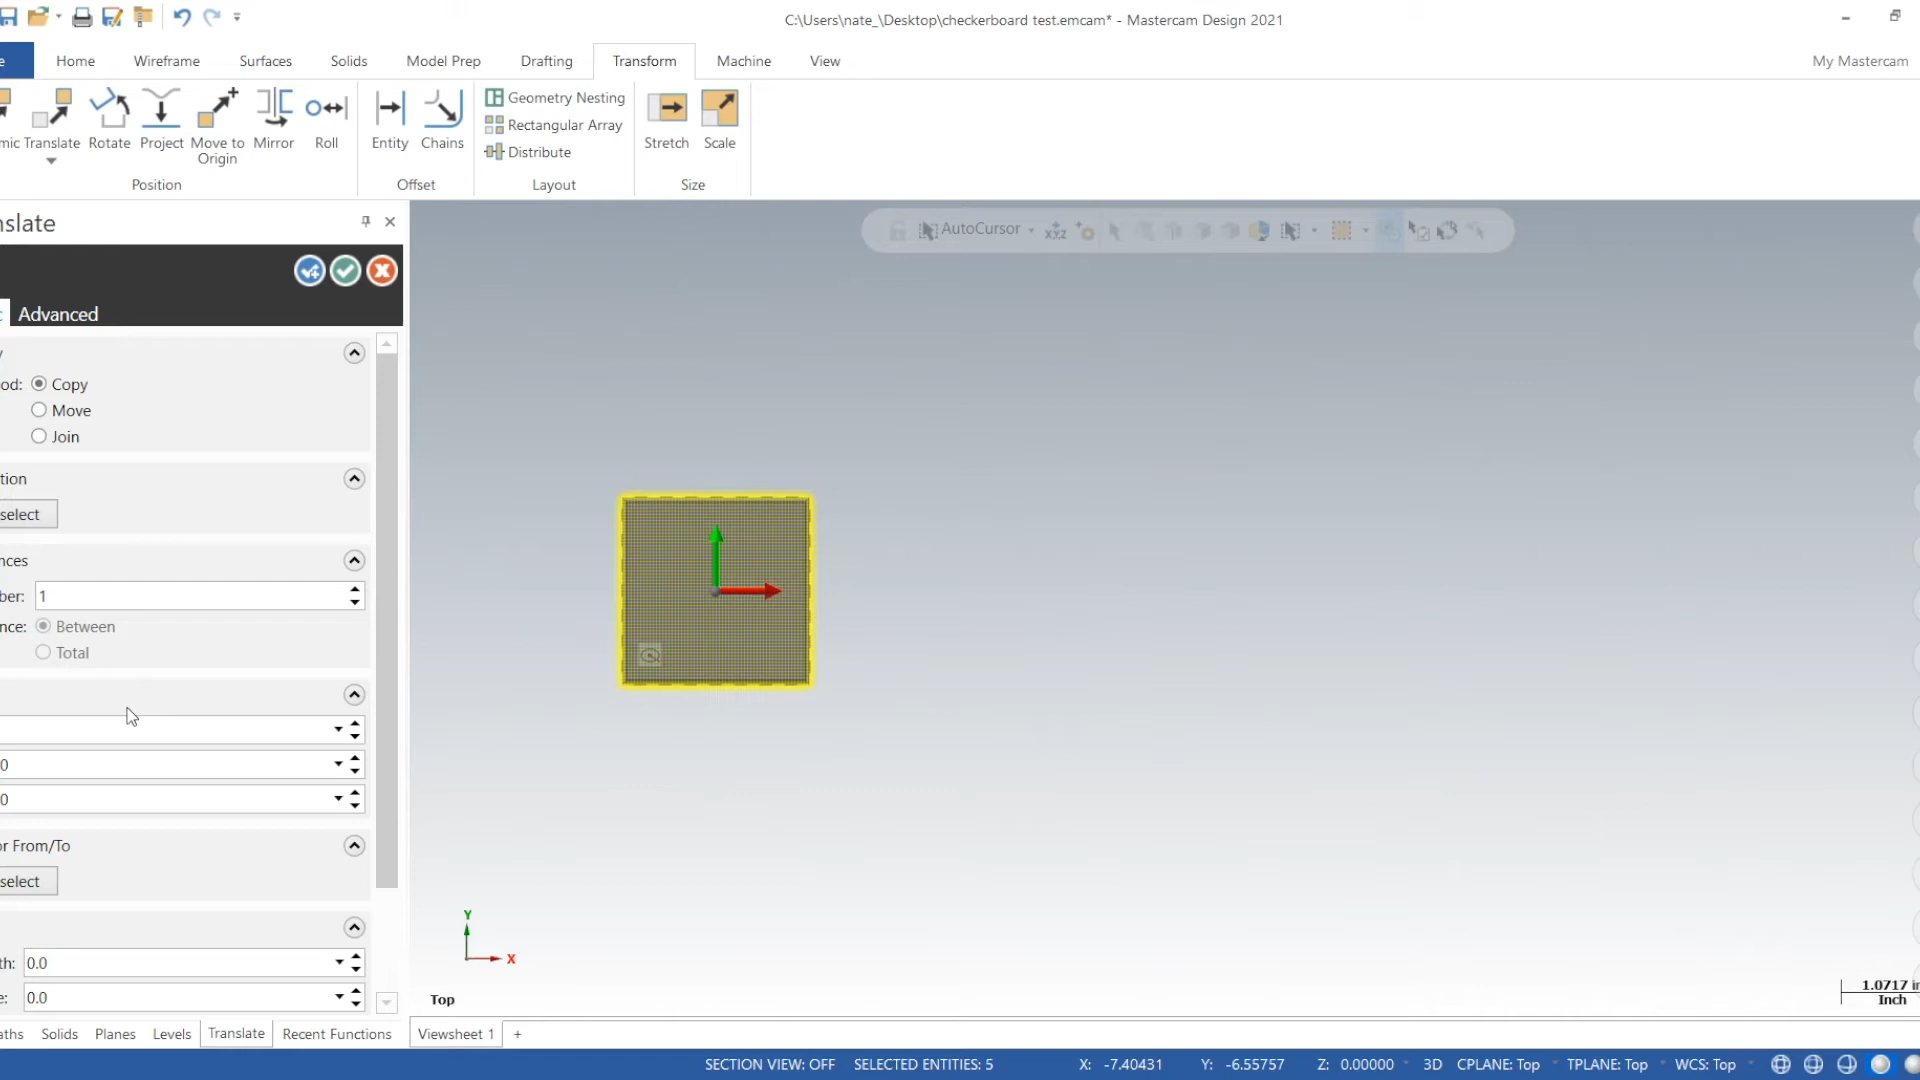 C:\Users\nate_\Desktop\checkerboard test.emcam* - Mastercam Design 2021
e Home Wireframe Surfaces Solids Model Prep Drafting Transform Machine View My Mastercam
mic Translate Rotate Project Move to Origin Mirror Roll
Position
Entity Chains
Offset
Geometry Nesting
Rectangular Array
Distribute
Layout
Stretch Scale
Size
nslate
Advanced
od: Copy
Move
Join
tion
select
nces
ber: 1
nce: Between
Total
0
0
or From/To
select
th: 0.0
e: 0.0
aths Solids Planes Levels Translate Recent Functions
AutoCursor
xyz
Y
X
Top
1.0717 in
Inch
Viewsheet 1 +
SECTION VIEW: OFF SELECTED ENTITIES: 5 X: -7.40431 Y: -6.55757 Z: 0.00000 3D CPLANE: Top TPLANE: Top WCS: Top